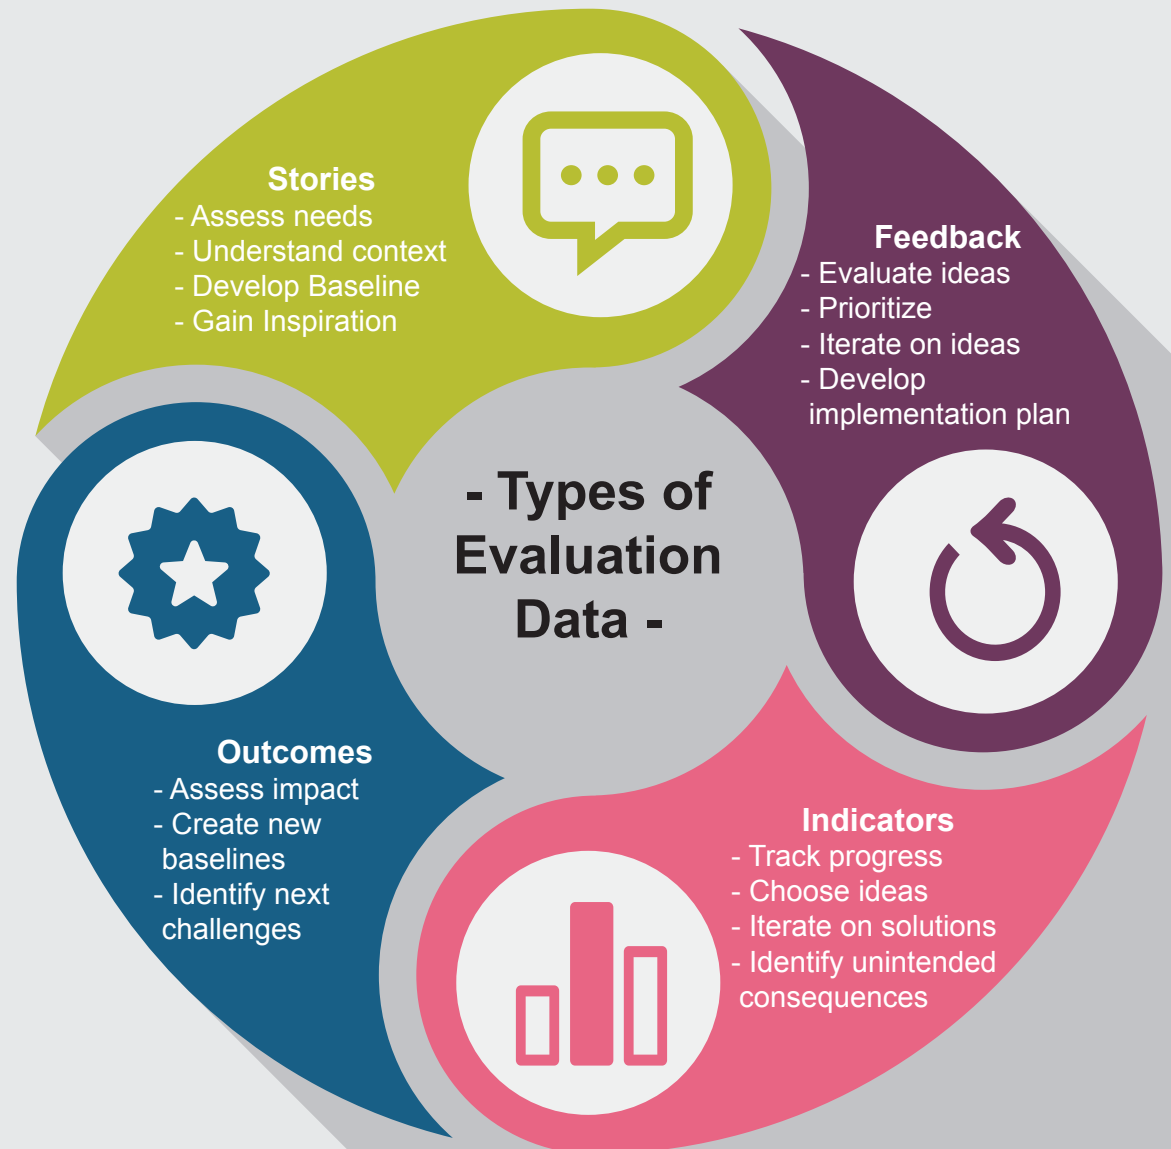 Stories
- Assess needs
- Understand context
- Develop Baseline
- Gain Inspiration
Feedback
- Evaluate ideas
- Prioritize
- Iterate on ideas
- Develop
implementation plan
- Types of
Evaluation
Data -
Outcomes
- Assess impact
- Create new
baselines
- Identify next
challenges
Indicators
- Track progress
- Choose ideas
- Iterate on solutions
- Identify unintended
consequences